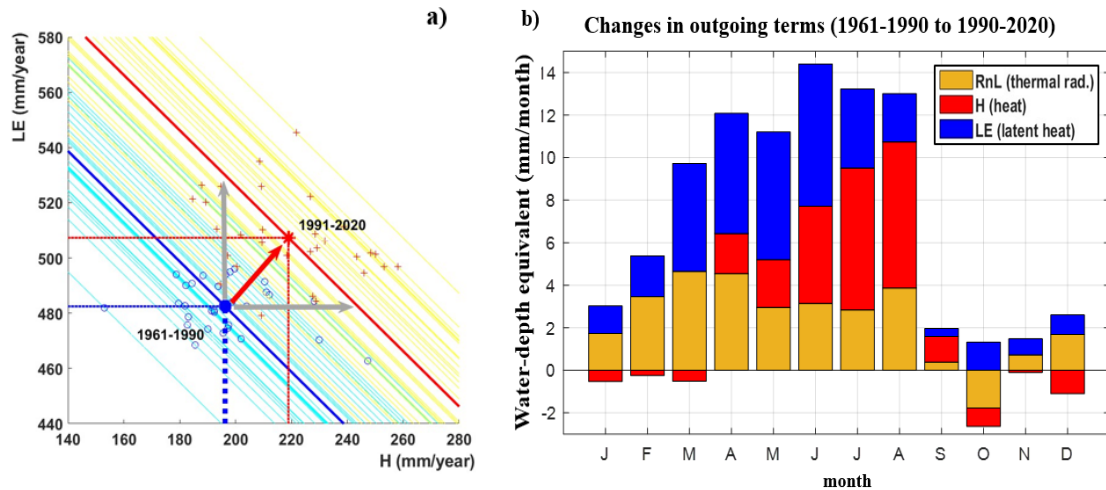 a)
LE (mm/year)
580
560
540
520
500
480
460
440
1991-2020
1961-1990
140 160 180 200 220 240 260 280
H (mm/year)
b)
Changes in outgoing terms (1961-1990 to 1990-2020)
Water-depth equivalent (mm/month)
14
12
10
8
6
4
2
0
-2
RnL (thermal rad.)
H (heat)
LE (latent heat)
J F M A M J J A S O N D
month